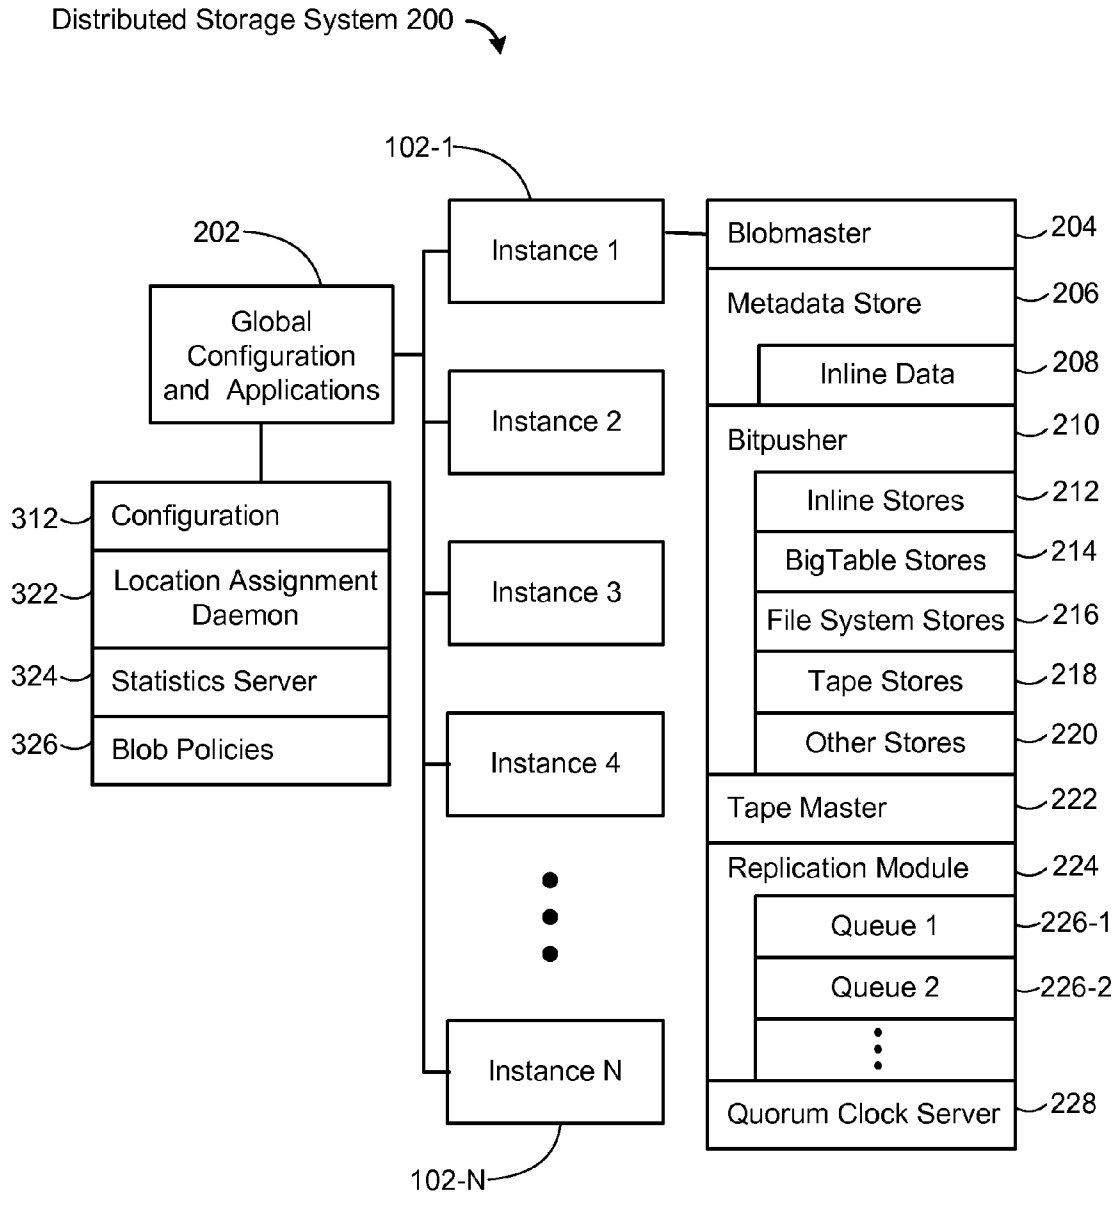 Distributed Storage System 200
102-1
202
Global
Configuration
and Applications
312
Configuration
322
Location Assignment
Daemon
324
Statistics Server
326
Blob Policies
Instance 1
Instance 2
Instance 3
Instance 4
Instance N
102-N
Blobmaster
204
Metadata Store
206
Inline Data
208
Bitpusher
210
Inline Stores
212
BigTable Stores
214
File System Stores
216
Tape Stores
218
Other Stores
220
Tape Master
222
Replication Module
224
Queue 1
226-1
Queue 2
226-2
Quorum Clock Server
228